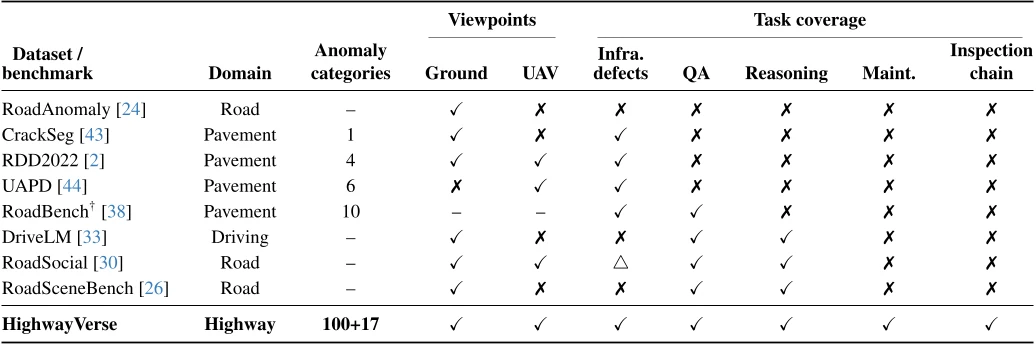 Viewpoints Task coverage
Dataset / benchmark Domain Anomaly categories Ground UAV Infra. defects QA Reasoning Maint. Inspection chain
RoadAnomaly [24] Road – ✓ ✗ ✗ ✗ ✗ ✗ ✗
CrackSeg [43] Pavement 1 ✓ ✗ ✓ ✗ ✗ ✗ ✗
RDD2022 [2] Pavement 4 ✓ ✓ ✓ ✗ ✗ ✗ ✗
UAPD [44] Pavement 6 ✗ ✓ ✓ ✗ ✗ ✗ ✗
RoadBench† [38] Pavement 10 – – ✓ ✓ ✗ ✗ ✗
DriveLM [33] Driving – ✓ ✗ ✗ ✓ ✓ ✗ ✗
RoadSocial [30] Road – ✓ ✓ △ ✓ ✓ ✗ ✗
RoadSceneBench [26] Road – ✓ ✗ ✗ ✓ ✓ ✗ ✗
HighwayVerse Highway 100+17 ✓ ✓ ✓ ✓ ✓ ✓ ✓